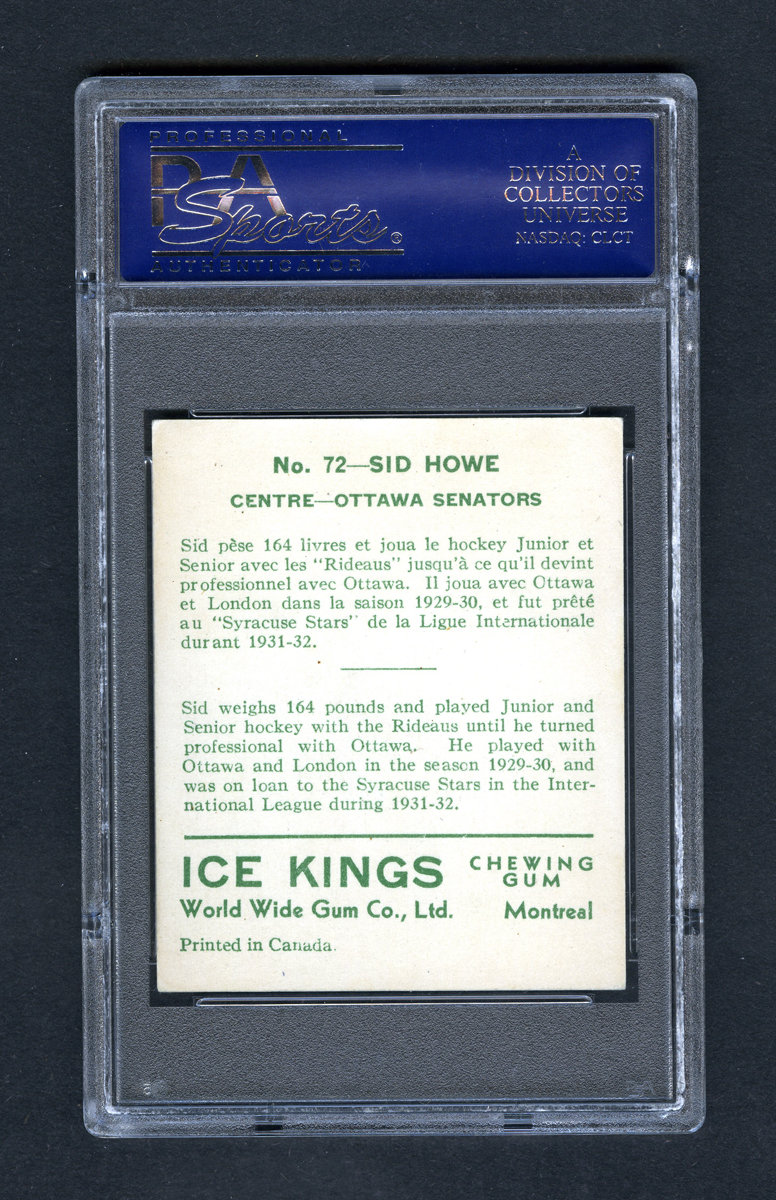 PROFESSIONAL
PSA
Sports®
AUTHENTICATOR
A
DIVISION OF
COLLECTORS
UNIVERSE
NASDAQ: CLCT
No. 72—SID HOWE
CENTRE—OTTAWA SENATORS
Sid pèse 164 livres et joua le hockey Junior et
Senior avec les "Rideaus" jusqu'à ce qu'il devint
professionnel avec Ottawa. Il joua avec Ottawa
et London dans la saison 1929-30, et fut prêté
au "Syracuse Stars" de la Ligue Internationale
durant 1931-32.
Sid weighs 164 pounds and played Junior and
Senior hockey with the Rideaus until he turned
professional with Ottawa. He played with
Ottawa and London in the season 1929-30, and
was on loan to the Syracuse Stars in the Inter-
national League during 1931-32.
ICE KINGS CHEWING
GUM
World Wide Gum Co., Ltd. Montreal
Printed in Canada.